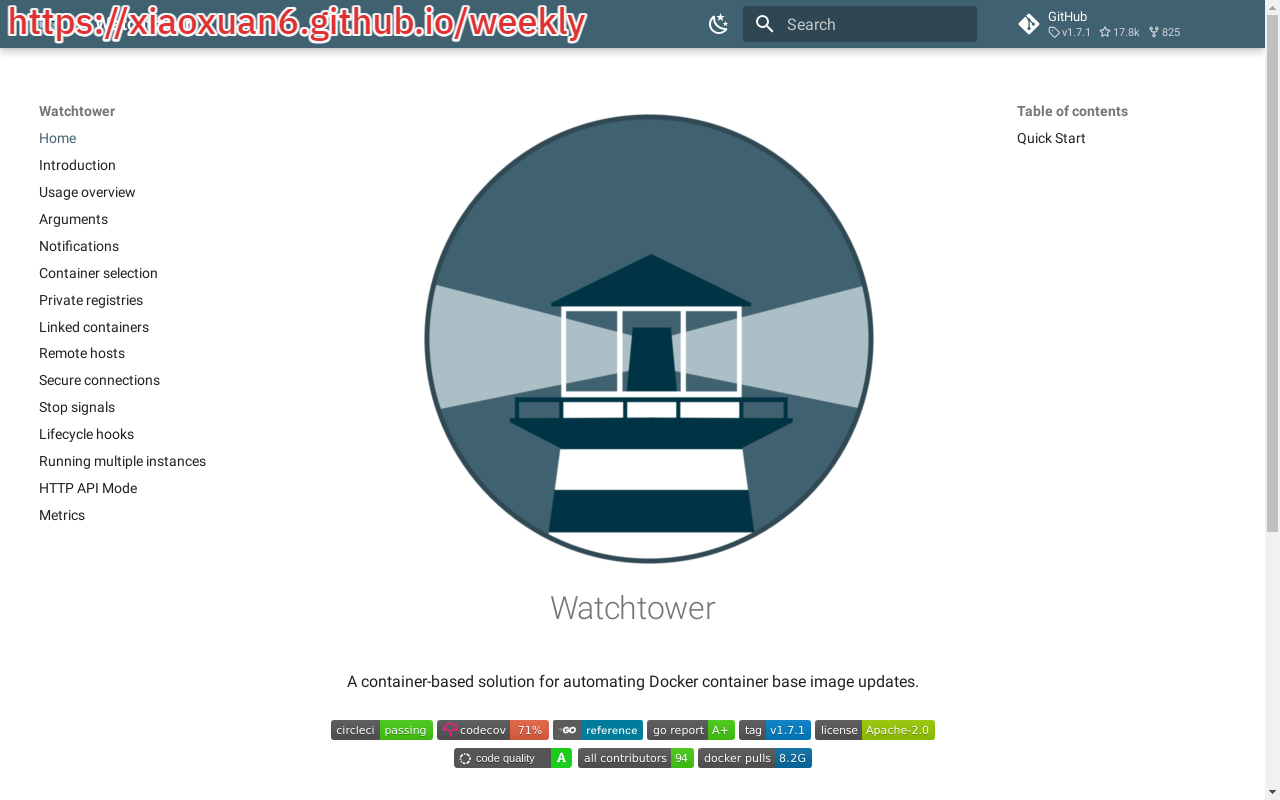 https://xiaoxuan6.github.io/weekly
Search
GitHub
v1.7.1 17.8k 825
Watchtower
Home
Introduction
Usage overview
Arguments
Notifications
Container selection
Private registries
Linked containers
Remote hosts
Secure connections
Stop signals
Lifecycle hooks
Running multiple instances
HTTP API Mode
Metrics
Table of contents
Quick Start
Watchtower
A container-based solution for automating Docker container base image updates.
circleci passing codecov 71% GO reference go report A+ tag v1.7.1 license Apache-2.0
code quality A all contributors 94 docker pulls 8.2G